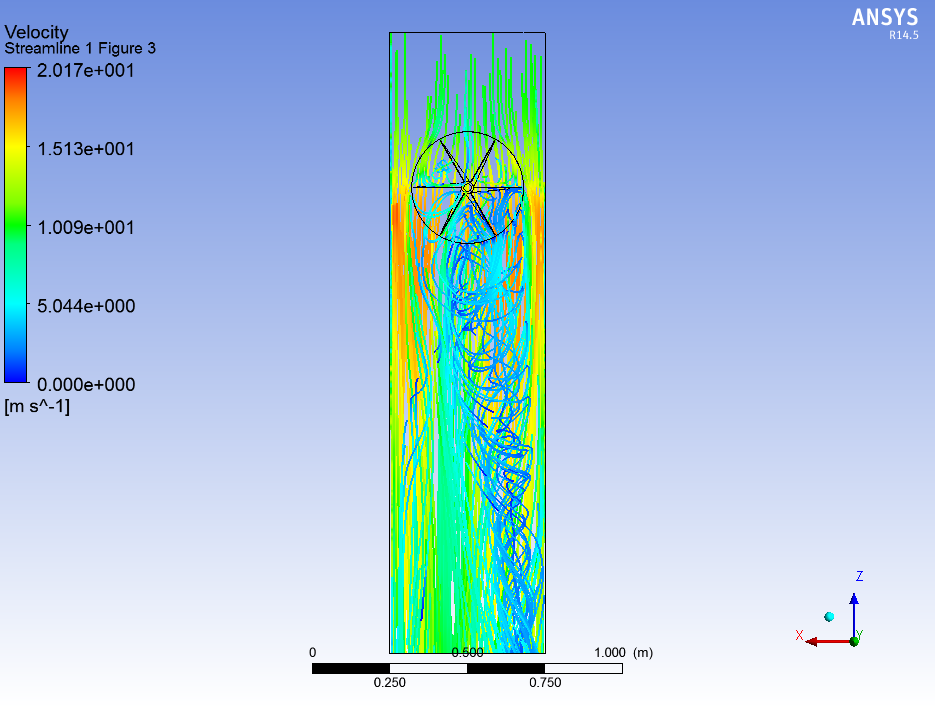 ANSYS
R14.5
Velocity
Streamline 1 Figure 3
2.017e+001
1.513e+001
1.009e+001
5.044e+000
0.000e+000
[m s^-1]
Z
X
Y
0
0.500
1.000 (m)
0.250
0.750